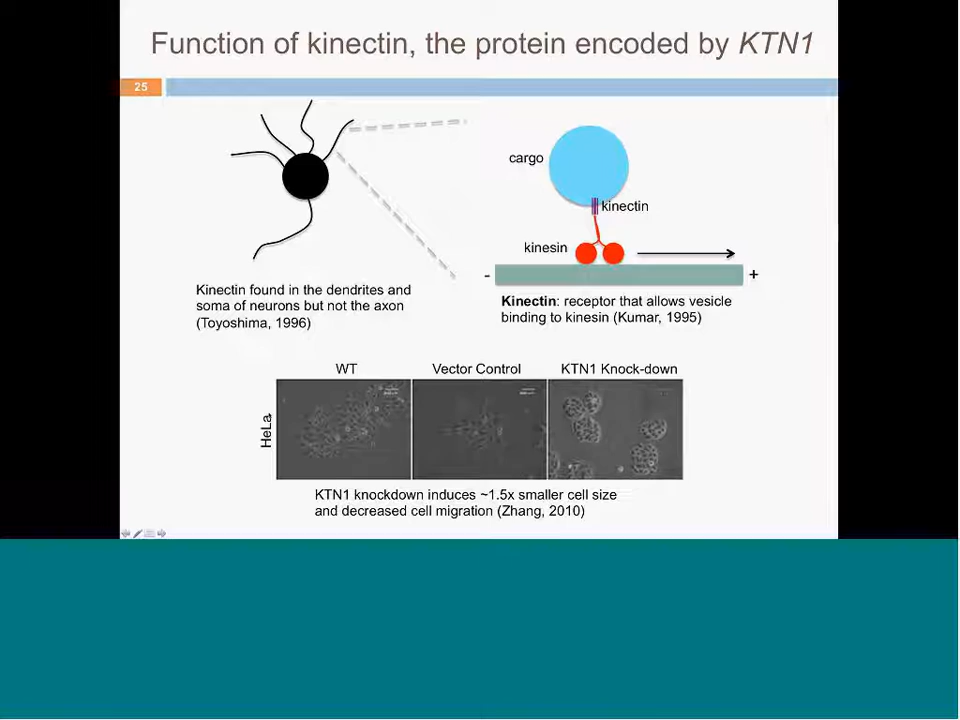 Function of kinectin, the protein encoded by KTN1
25
cargo
kinectin
kinesin
-
+
Kinectin found in the dendrites and
soma of neurons but not the axon
(Toyoshima, 1996)
Kinectin: receptor that allows vesicle
binding to kinesin (Kumar, 1995)
WT
Vector Control
KTN1 Knock-down
HeLa
KTN1 knockdown induces ~1.5x smaller cell size
and decreased cell migration (Zhang, 2010)